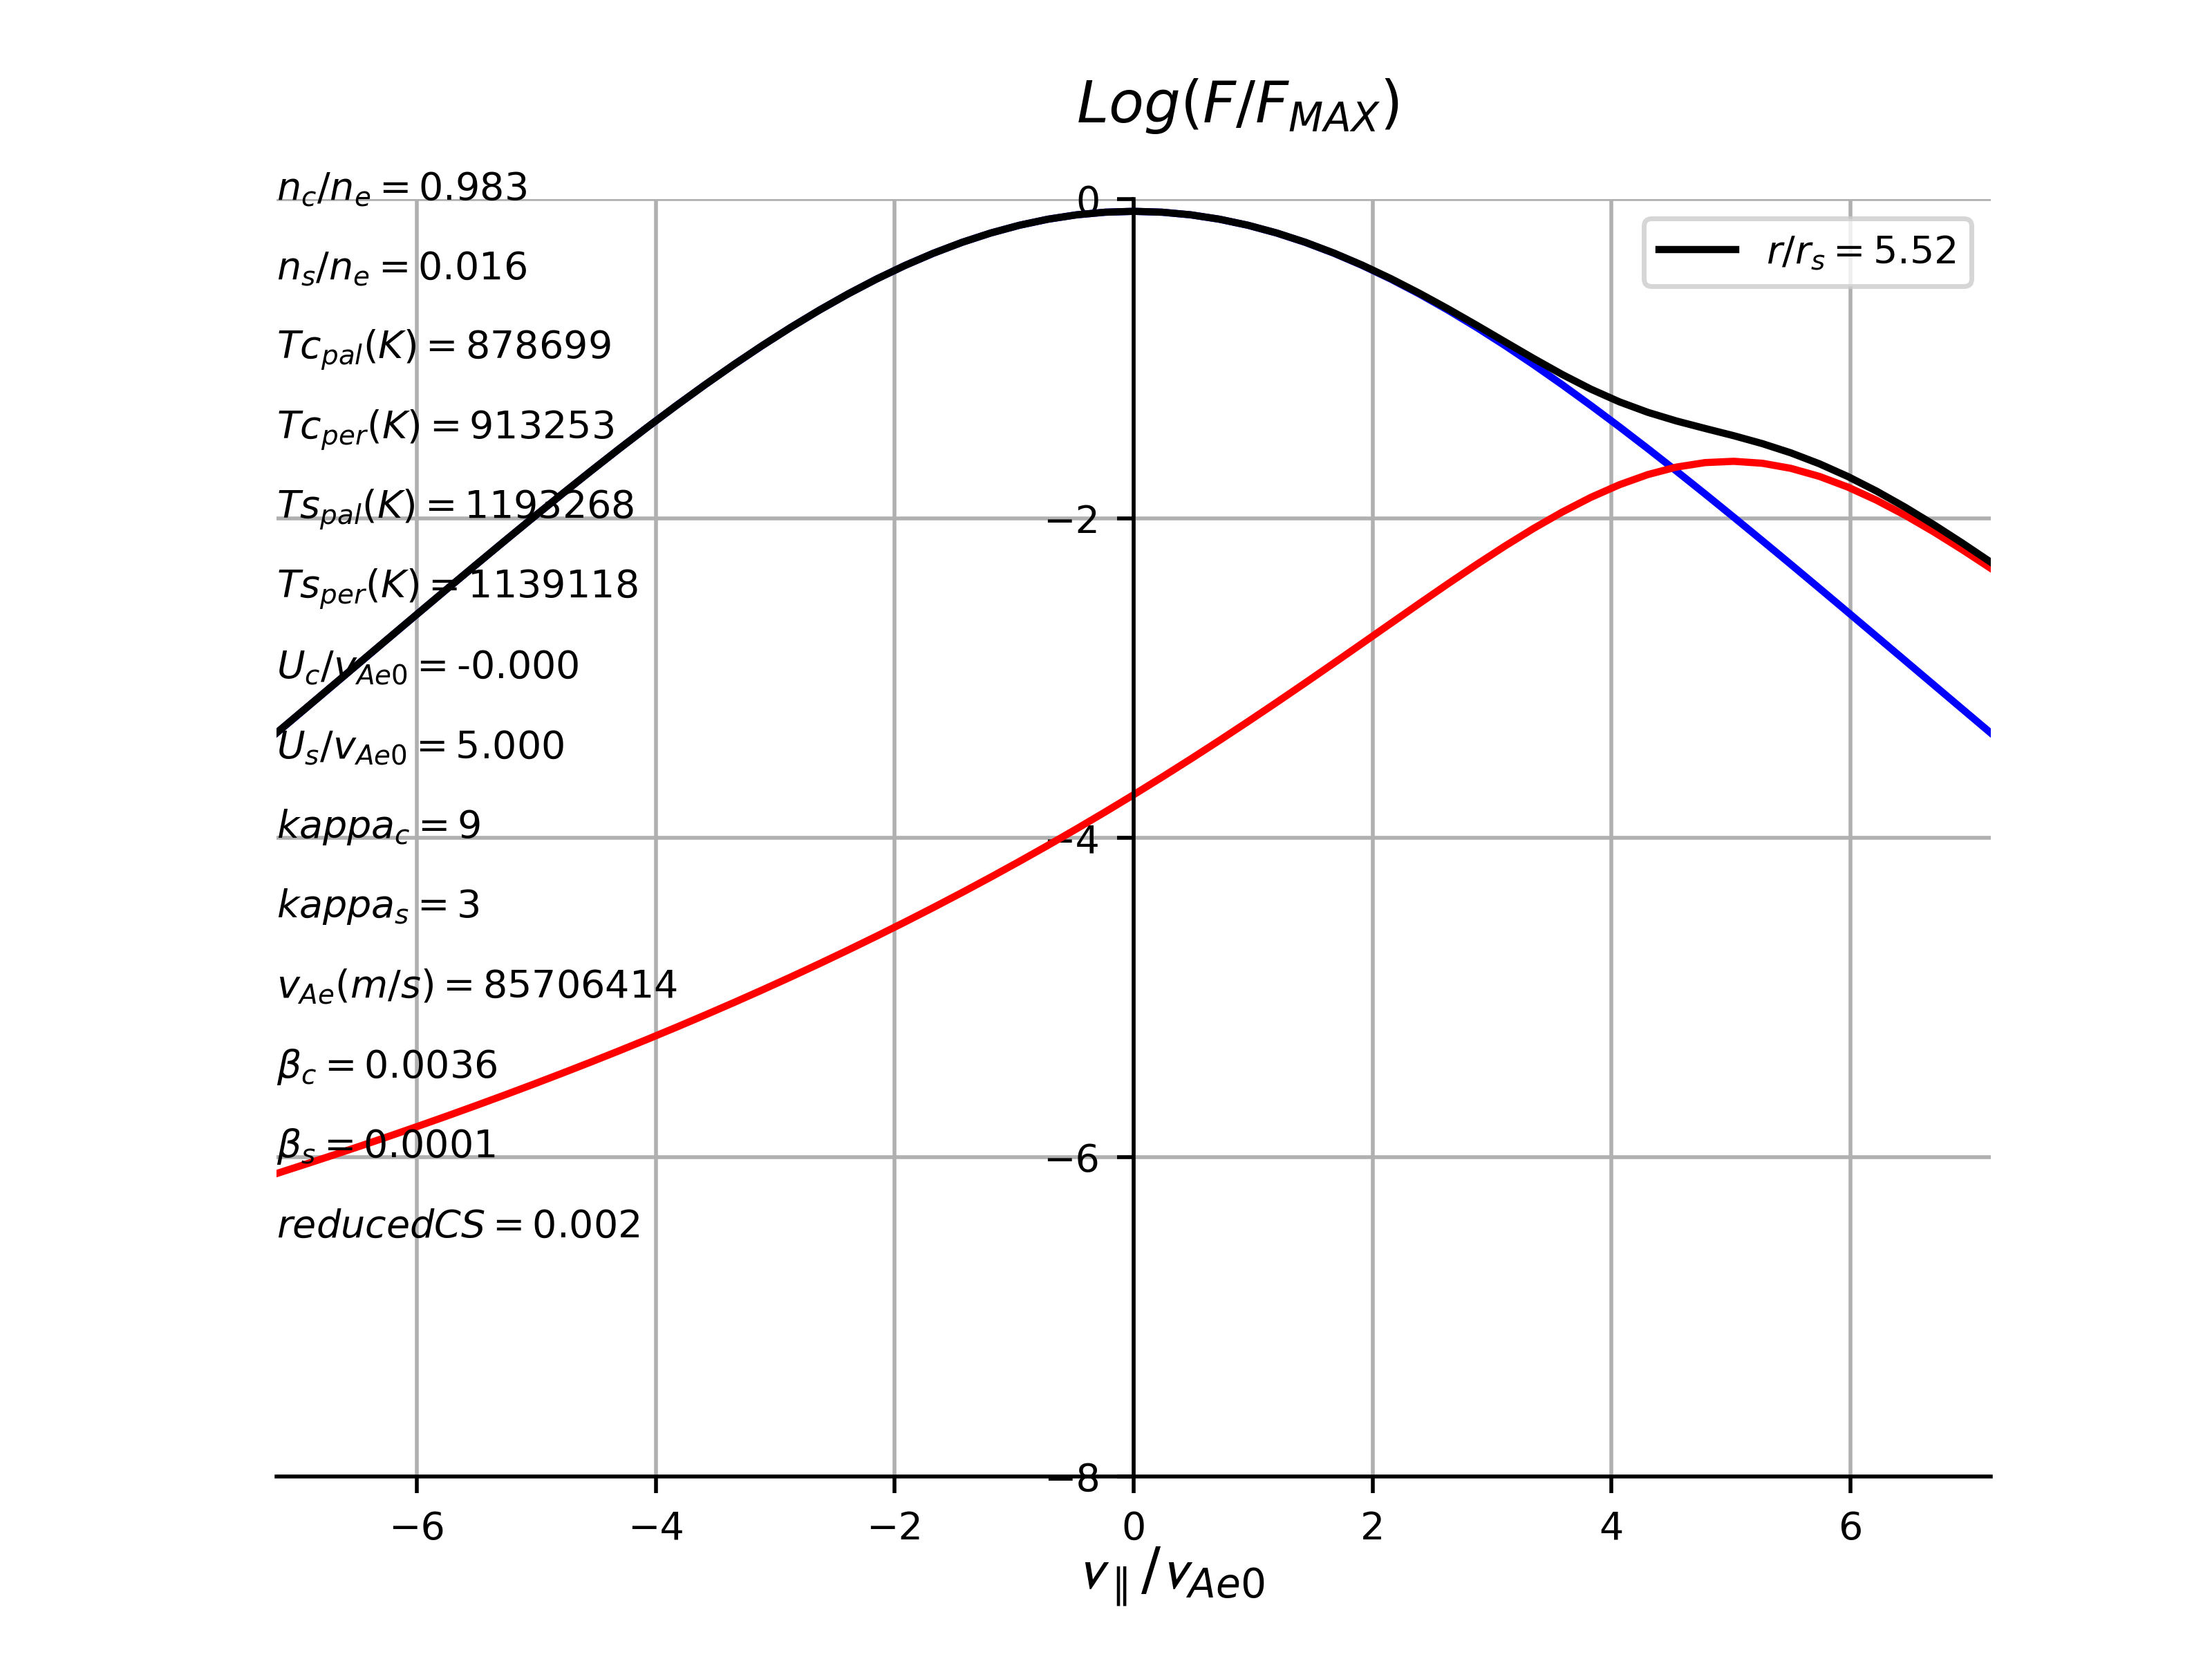 Log(F/F_MAX)
n_c/n_e = 0.983
n_s/n_e = 0.016
Tc_pal(K) = 878699
Tc_per(K) = 913253
Ts_pal(K) = 1193268
Ts_per(K) = 1139118
U_c/v_Ae0 = -0.000
U_s/v_Ae0 = 5.000
kappa_c = 9
kappa_s = 3
v_Ae(m/s) = 85706414
β_c = 0.0036
β_s = 0.0001
reducedCS = 0.002
0
−2
−4
−6
−8
r/r_s = 5.52
−6 −4 −2 0 2 4 6
v_∥/v_Ae0